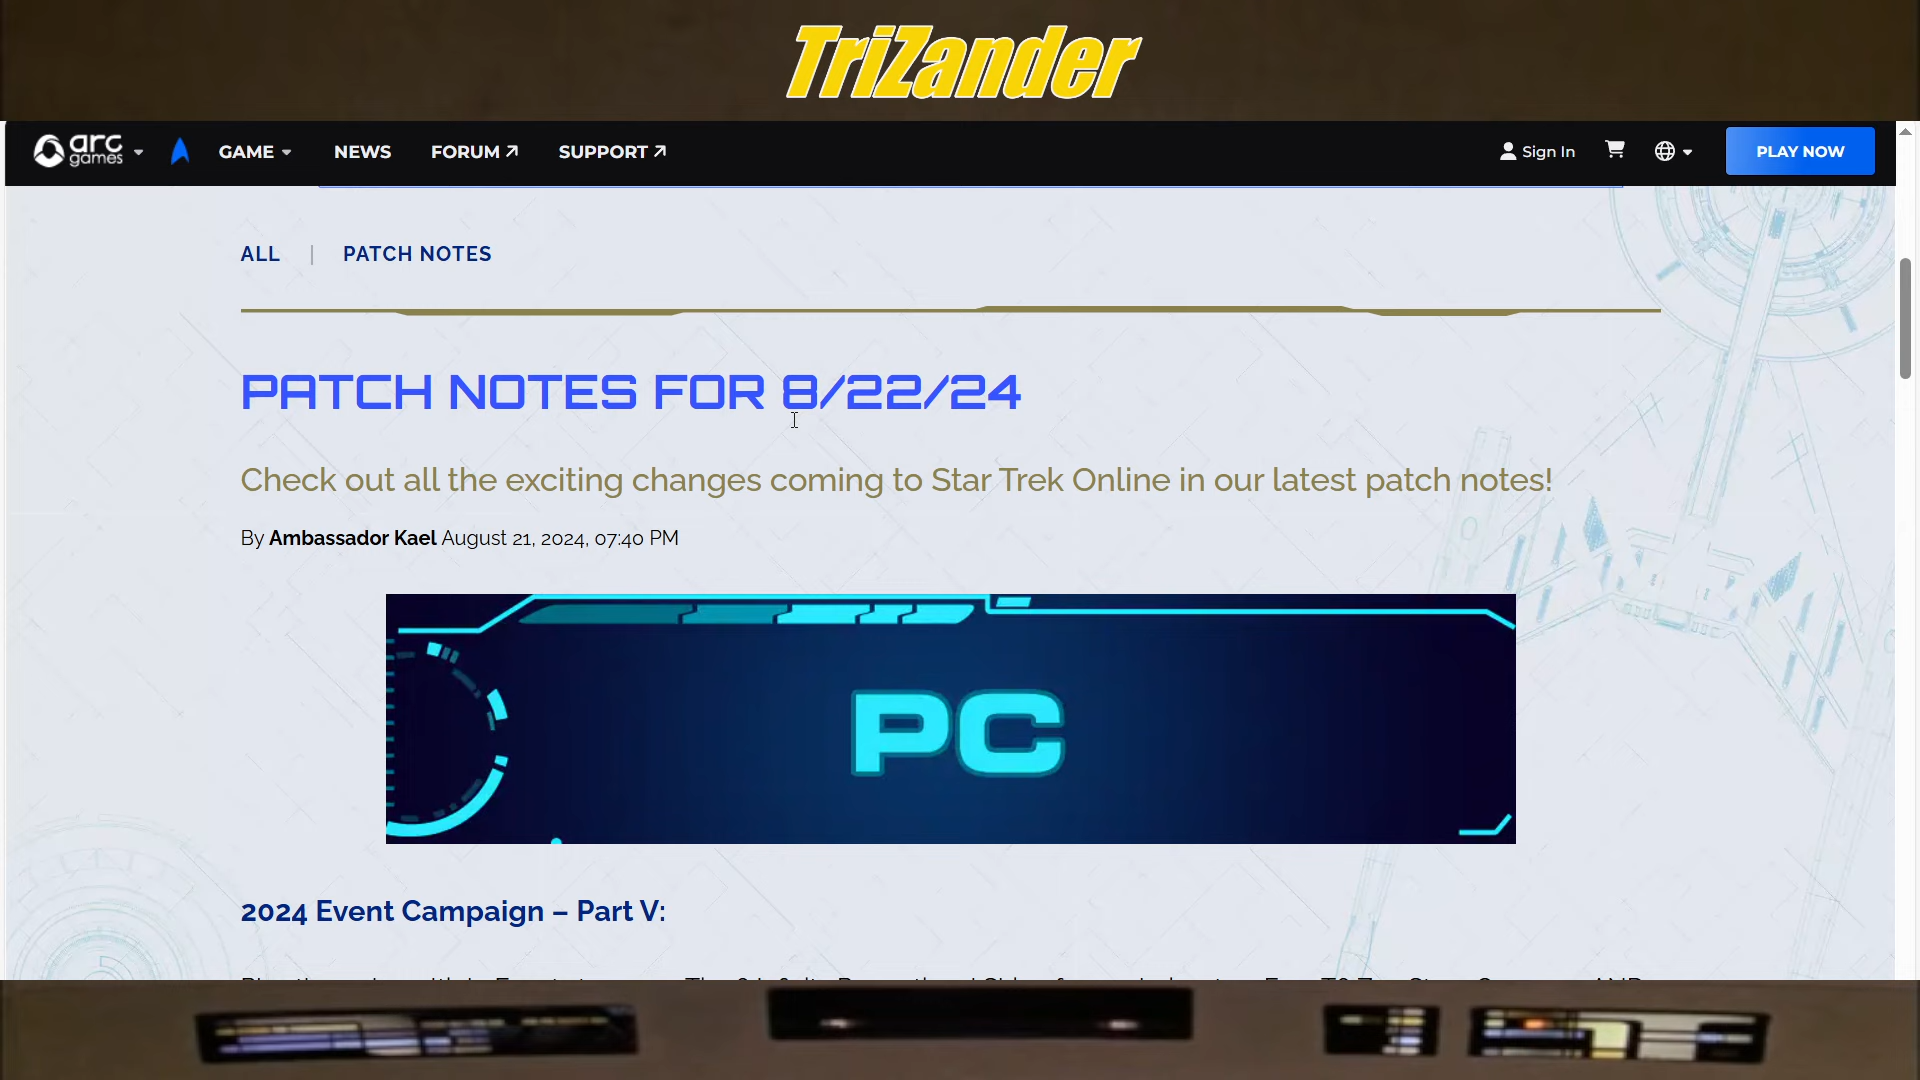 TriZander
arc games
GAME
NEWS
FORUM
SUPPORT
Sign In
PLAY NOW
ALL | PATCH NOTES
PATCH NOTES FOR 8/22/24
Check out all the exciting changes coming to Star Trek Online in our latest patch notes!
By Ambassador Kael August 21, 2024, 07:40 PM
PC
2024 Event Campaign – Part V: